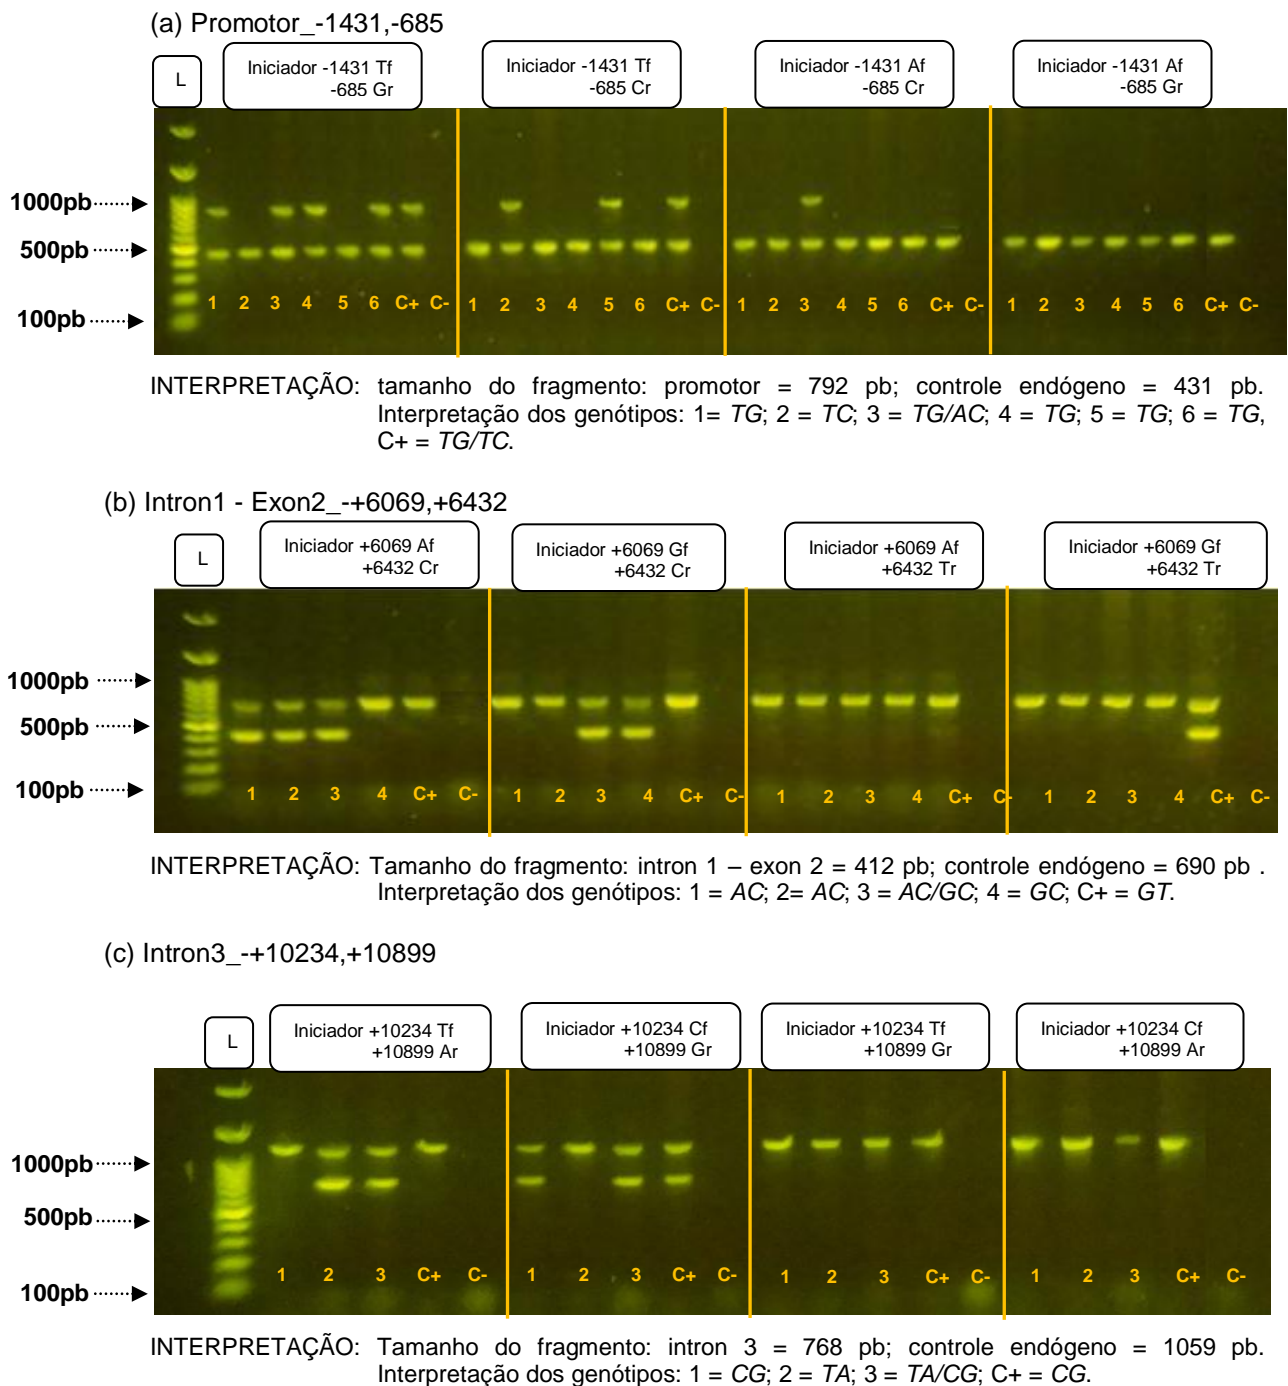 (a) Promotor_-1431,-685
L
Iniciador -1431 Tf
-685 Gr
Iniciador -1431 Tf
-685 Cr
Iniciador -1431 Af
-685 Cr
Iniciador -1431 Af
-685 Gr
1000pb
500pb
100pb
1 2 3 4 5 6 C+ C- 1 2 3 4 5 6 C+ C- 1 2 3 4 5 6 C+ C- 1 2 3 4 5 6 C+ C-
INTERPRETAÇÃO: tamanho do fragmento: promotor = 792 pb; controle endógeno = 431 pb.
Interpretação dos genótipos: 1= TG; 2 = TC; 3 = TG/AC; 4 = TG; 5 = TG; 6 = TG,
C+ = TG/TC.
(b) Intron1 - Exon2_-+6069,+6432
L
Iniciador +6069 Af
+6432 Cr
Iniciador +6069 Gf
+6432 Cr
Iniciador +6069 Af
+6432 Tr
Iniciador +6069 Gf
+6432 Tr
1000pb
500pb
100pb
1 2 3 4 C+ C- 1 2 3 4 C+ C- 1 2 3 4 C+ C- 1 2 3 4 C+ C-
INTERPRETAÇÃO: Tamanho do fragmento: intron 1 – exon 2 = 412 pb; controle endógeno = 690 pb .
Interpretação dos genótipos: 1 = AC; 2= AC; 3 = AC/GC; 4 = GC; C+ = GT.
(c) Intron3_-+10234,+10899
L
Iniciador +10234 Tf
+10899 Ar
Iniciador +10234 Cf
+10899 Gr
Iniciador +10234 Tf
+10899 Gr
Iniciador +10234 Cf
+10899 Ar
1000pb
500pb
100pb
1 2 3 C+ C- 1 2 3 C+ C- 1 2 3 C+ C- 1 2 3 C+ C-
INTERPRETAÇÃO: Tamanho do fragmento: intron 3 = 768 pb; controle endógeno = 1059 pb.
Interpretação dos genótipos: 1 = CG; 2 = TA; 3 = TA/CG; C+ = CG.